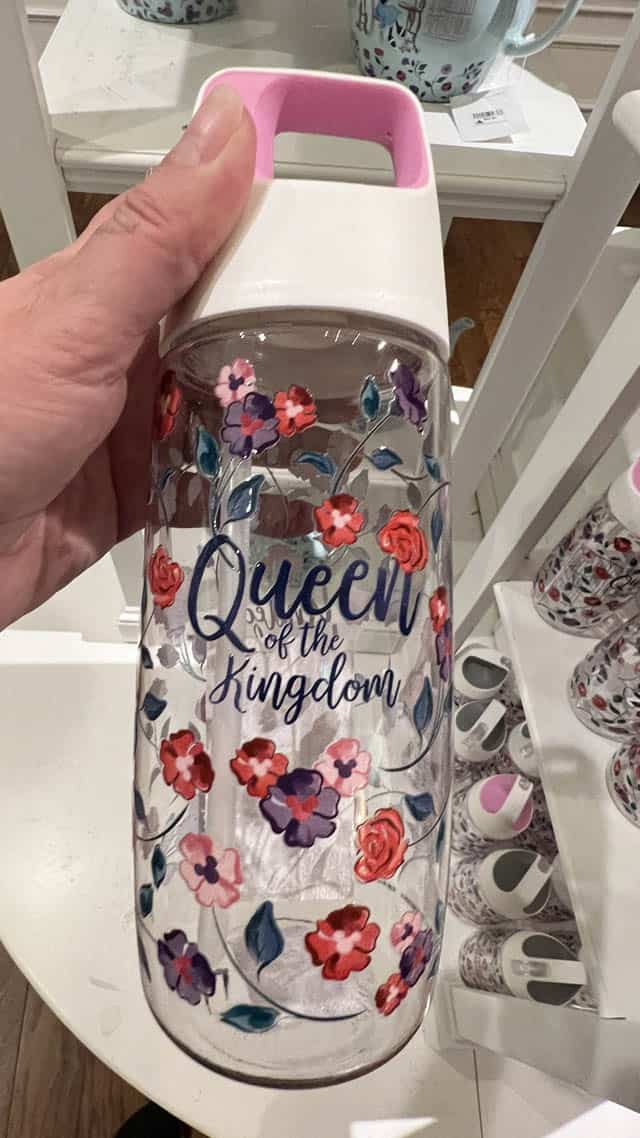 Queen
of the
Kingdom